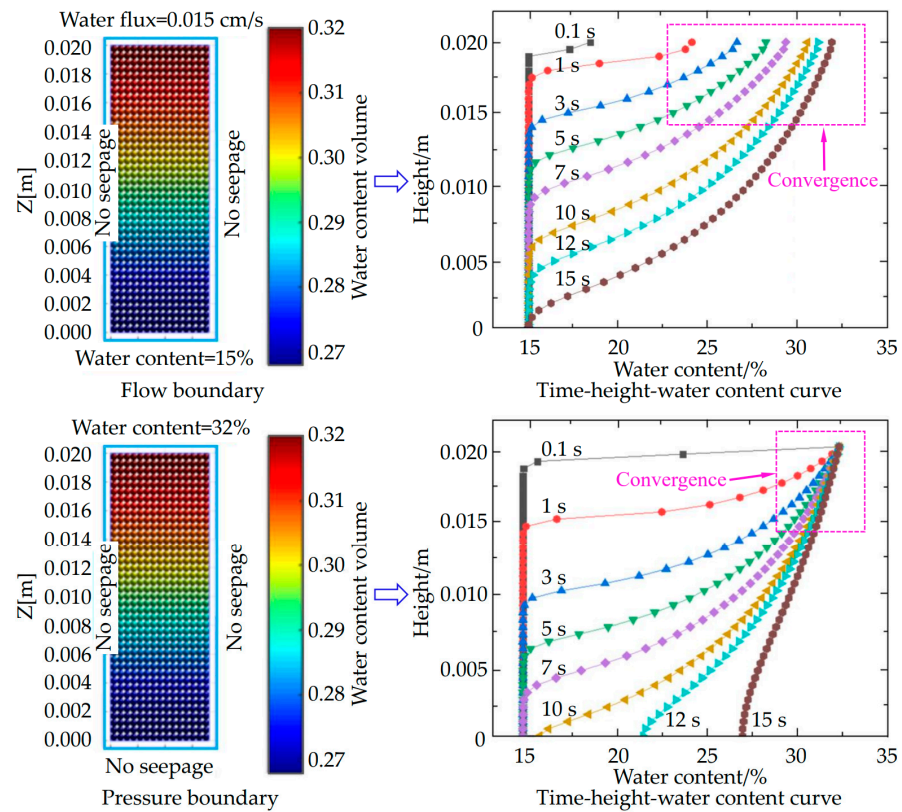 Water flux=0.015 cm/s
0.020
0.018
0.016
0.014
0.012
0.010
0.008
0.006
0.004
0.002
0.000
Z[m]
No seepage
No seepage
Water content=15%
Flow boundary
0.32
0.31
0.30
0.29
0.28
0.27
Water content volume
0.020
0.015
0.010
0.005
0
Height/m
0.1 s
1 s
3 s
5 s
7 s
10 s
12 s
15 s
Convergence
15
20
25
30
35
Water content/%
Time-height-water content curve
Water content=32%
0.020
0.018
0.016
0.014
0.012
0.010
0.008
0.006
0.004
0.002
0.000
Z[m]
No seepage
No seepage
No seepage
Pressure boundary
0.32
0.31
0.30
0.29
0.28
0.27
Water content volume
0.020
0.015
0.010
0.005
0
Height/m
0.1 s
Convergence
1 s
3 s
5 s
7 s
10 s
12 s
15 s
15
20
25
30
35
Water content/%
Time-height-water content curve